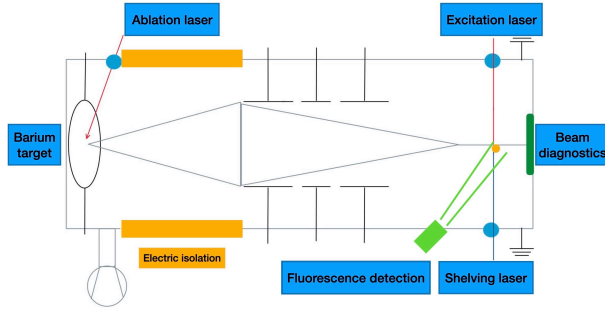 Ablation laser
Excitation laser
Barium
target
Beam
diagnostics
Electric isolation
Fluorescence detection
Shelving laser